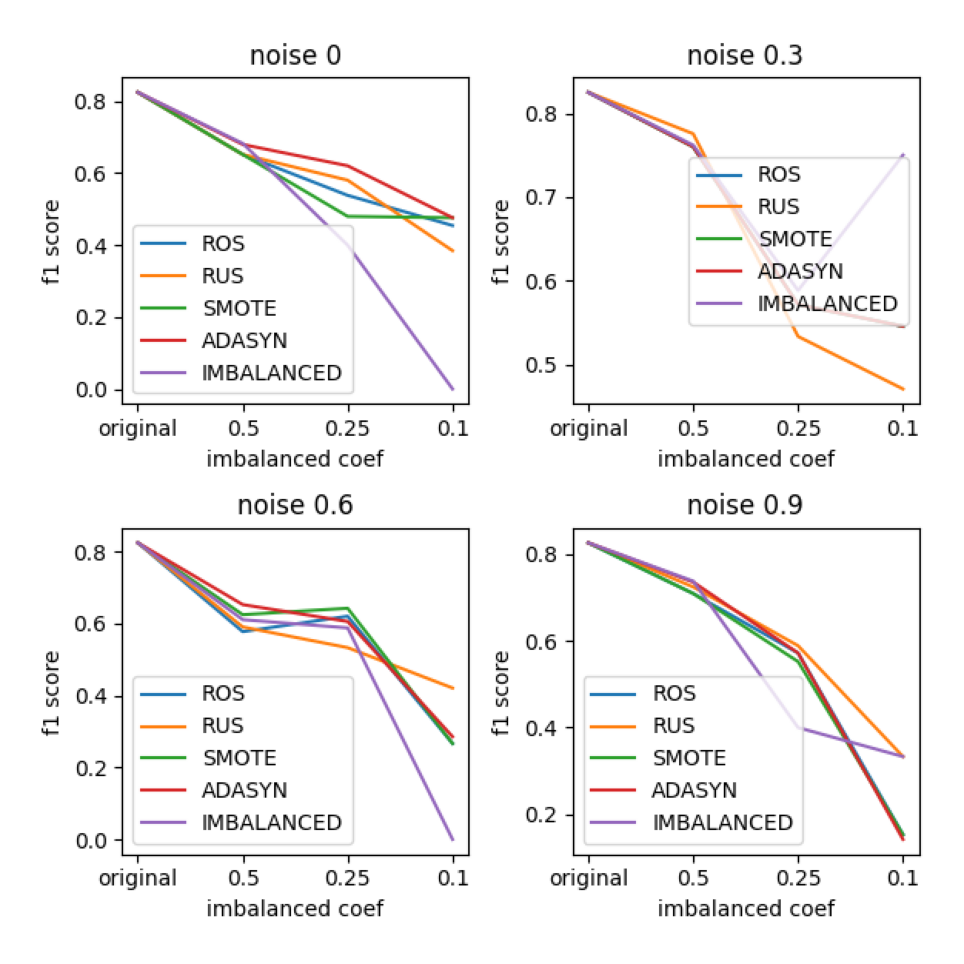 noise 0
f1 score
0.8
0.6
0.4
0.2
0.0
ROS
RUS
SMOTE
ADASYN
IMBALANCED
original 0.5 0.25 0.1
imbalanced coef
noise 0.3
f1 score
0.8
0.7
0.6
0.5
ROS
RUS
SMOTE
ADASYN
IMBALANCED
original 0.5 0.25 0.1
imbalanced coef
noise 0.6
f1 score
0.8
0.6
0.4
0.2
0.0
ROS
RUS
SMOTE
ADASYN
IMBALANCED
original 0.5 0.25 0.1
imbalanced coef
noise 0.9
f1 score
0.8
0.6
0.4
0.2
ROS
RUS
SMOTE
ADASYN
IMBALANCED
original 0.5 0.25 0.1
imbalanced coef